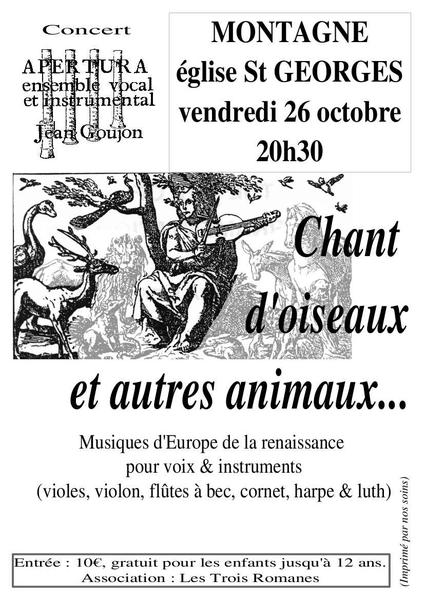 Concert
APERTURA
ensemble vocal
et instrumental
Jean Goujon
MONTAGNE
église St GEORGES
vendredi 26 octobre
20h30
Chant
d'oiseaux
et autres animaux...
Musiques d'Europe de la renaissance
pour voix & instruments
(violes, violon, flûtes à bec, cornet, harpe & luth)
(Imprimé par nos soins)
Entrée : 10€, gratuit pour les enfants jusqu'à 12 ans.
Association : Les Trois Romanes